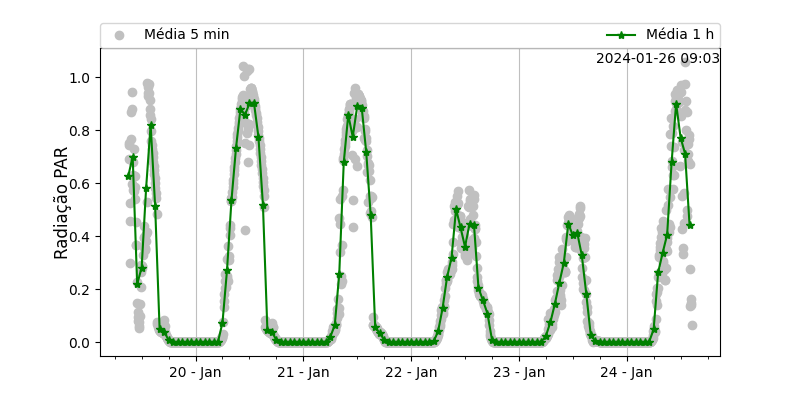 Média 5 min
Média 1 h
2024-01-26 09:03
1.0
0.8
0.6
0.4
0.2
0.0
Radiação PAR
20 - Jan
21 - Jan
22 - Jan
23 - Jan
24 - Jan